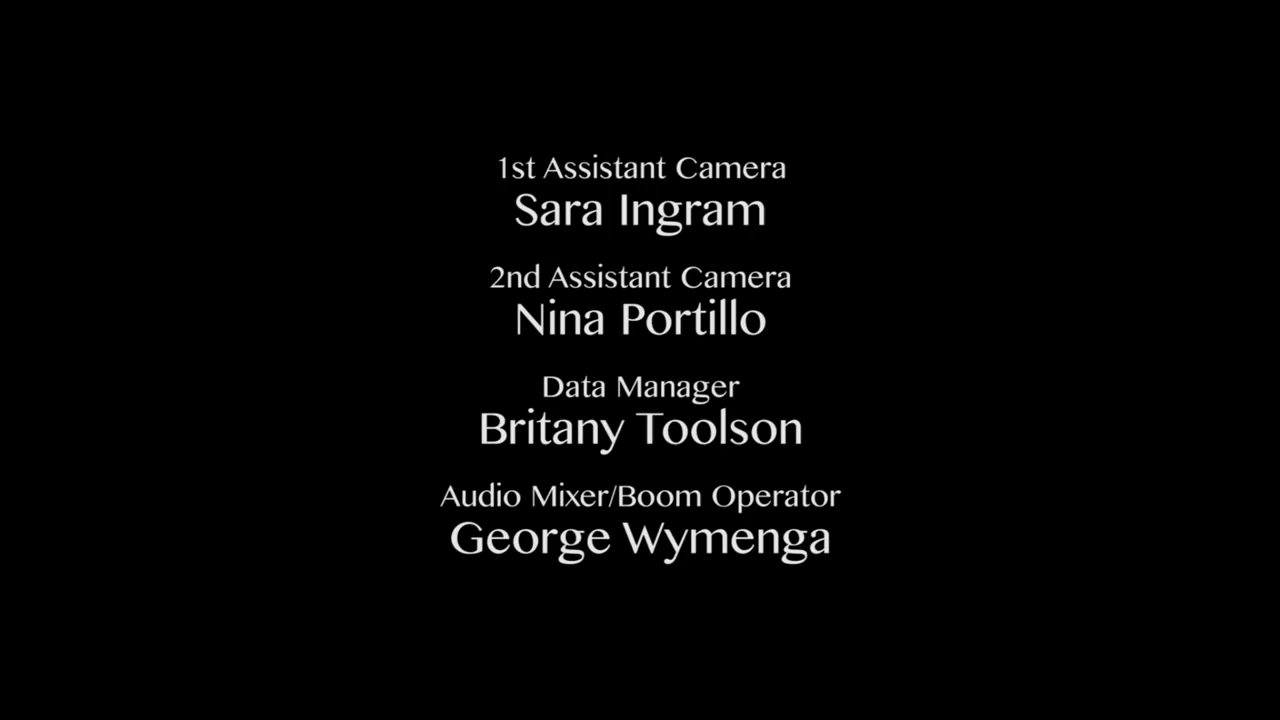 1st Assistant Camera
Sara Ingram
2nd Assistant Camera
Nina Portillo
Data Manager
Britany Toolson
Audio Mixer/Boom Operator
George Wymenga